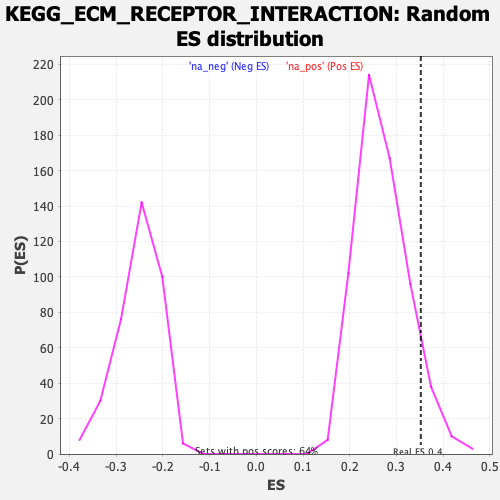 KEGG_ECM_RECEPTOR_INTERACTION: Random
ES distribution
'na_neg' (Neg ES) 'na_pos' (Pos ES)
220
200
180
160
140
120
100
80
60
40
20
0
P(ES)
Sets with pos scores: 64%
Real ES 0.4
-0.4 -0.3 -0.2 -0.1 0.0 0.1 0.2 0.3 0.4 0.5
ES